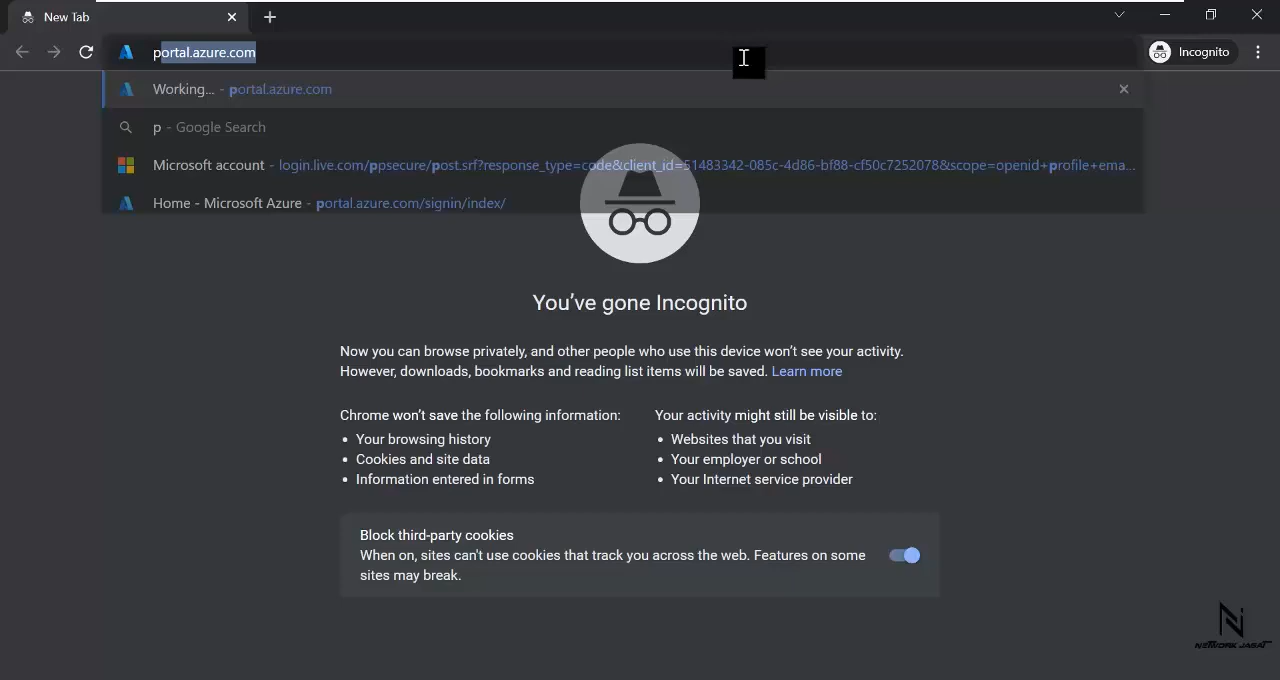 New Tab
portal.azure.com
Incognito
Working... - portal.azure.com
p - Google Search
Microsoft account - login.live.com/ppsecure/post.srf?response_type=code&client_id=51483342-085c-4d86-bf88-cf50c7252078&scope=openid+profile+ema...
Home - Microsoft Azure - portal.azure.com/signin/index/
You've gone Incognito
Now you can browse privately, and other people who use this device won't see your activity.
However, downloads, bookmarks and reading list items will be saved. Learn more
Chrome won't save the following information:
• Your browsing history
• Cookies and site data
• Information entered in forms
Your activity might still be visible to:
• Websites that you visit
• Your employer or school
• Your Internet service provider
Block third-party cookies
When on, sites can't use cookies that track you across the web. Features on some
sites may break.
NETWORK JASAT